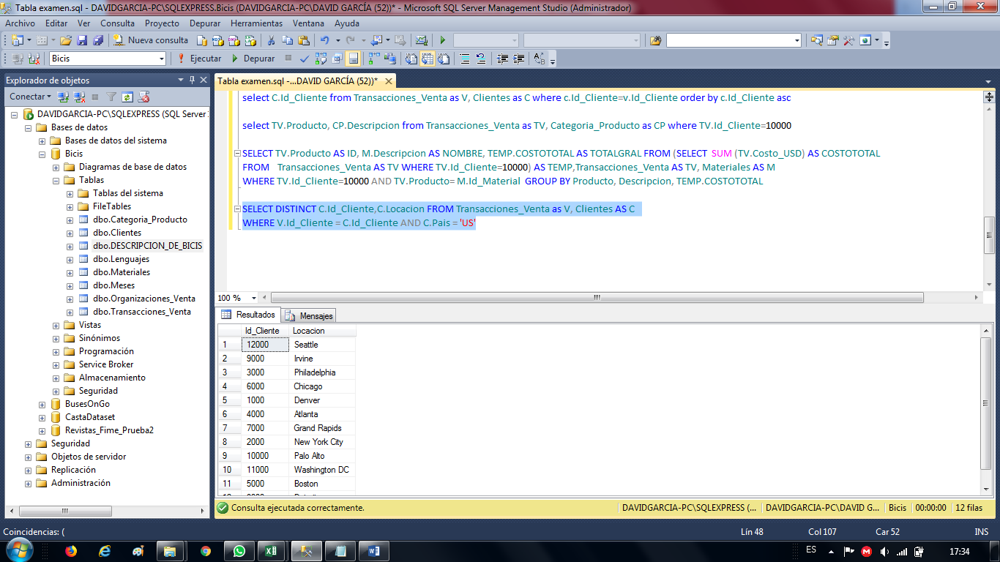 Tabla examen.sql - DAVIDGARCIA-PC\SQLEXPRESS.Bicis (DAVIDGARCIA-PC\DAVID GARCÍA (52))* - Microsoft SQL Server Management Studio (Administrador)
Archivo Editar Ver Consulta Proyecto Depurar Herramientas Ventana Ayuda
Nueva consulta
Bicis Ejecutar Depurar
Explorador de objetos
Conectar
DAVIDGARCIA-PC\SQLEXPRESS (SQL Server
Bases de datos
Bases de datos del sistema
Bicis
Diagramas de base de datos
Tablas
Tablas del sistema
FileTables
dbo.Categoria_Producto
dbo.Clientes
dbo.DESCRIPCION_DE_BICIS
dbo.Lenguajes
dbo.Materiales
dbo.Meses
dbo.Organizaciones_Venta
dbo.Transacciones_Venta
Vistas
Sinónimos
Programación
Service Broker
Almacenamiento
Seguridad
BusesOnGo
CastaDataset
Revistas_Fime_Prueba2
Seguridad
Objetos de servidor
Replicación
Administración
Tabla examen.sql -...DAVID GARCÍA (52))*
select C.Id_Cliente from Transacciones_Venta as V, Clientes as C where c.Id_Cliente=v.Id_Cliente order by c.Id_Cliente asc
select TV.Producto, CP.Descripcion from Transacciones_Venta as TV, Categoria_Producto as CP where TV.Id_Cliente=10000
SELECT TV.Producto AS ID, M.Descripcion AS NOMBRE, TEMP.COSTOTOTAL AS TOTALGRAL FROM (SELECT SUM (TV.Costo_USD) AS COSTOTOTAL
FROM Transacciones_Venta AS TV WHERE TV.Id_Cliente=10000) AS TEMP,Transacciones_Venta AS TV, Materiales AS M
WHERE TV.Id_Cliente=10000 AND TV.Producto= M.Id_Material GROUP BY Producto, Descripcion, TEMP.COSTOTOTAL
SELECT DISTINCT C.Id_Cliente,C.Locacion FROM Transacciones_Venta as V, Clientes AS C
WHERE V.Id_Cliente = C.Id_Cliente AND C.Pais = 'US'
100 %
Resultados Mensajes
Id_Cliente Locacion
1 12000 Seattle
2 9000 Irvine
3 3000 Philadelphia
4 6000 Chicago
5 1000 Denver
6 4000 Atlanta
7 7000 Grand Rapids
8 2000 New York City
9 10000 Palo Alto
10 11000 Washington DC
11 5000 Boston
Consulta ejecutada correctamente. DAVIDGARCIA-PC\SQLEXPRESS (... DAVIDGARCIA-PC\DAVID G... Bicis 00:00:00 12 filas
Coincidencias: ( Lín 48 Col 107 Car 52 INS
ES 17:34